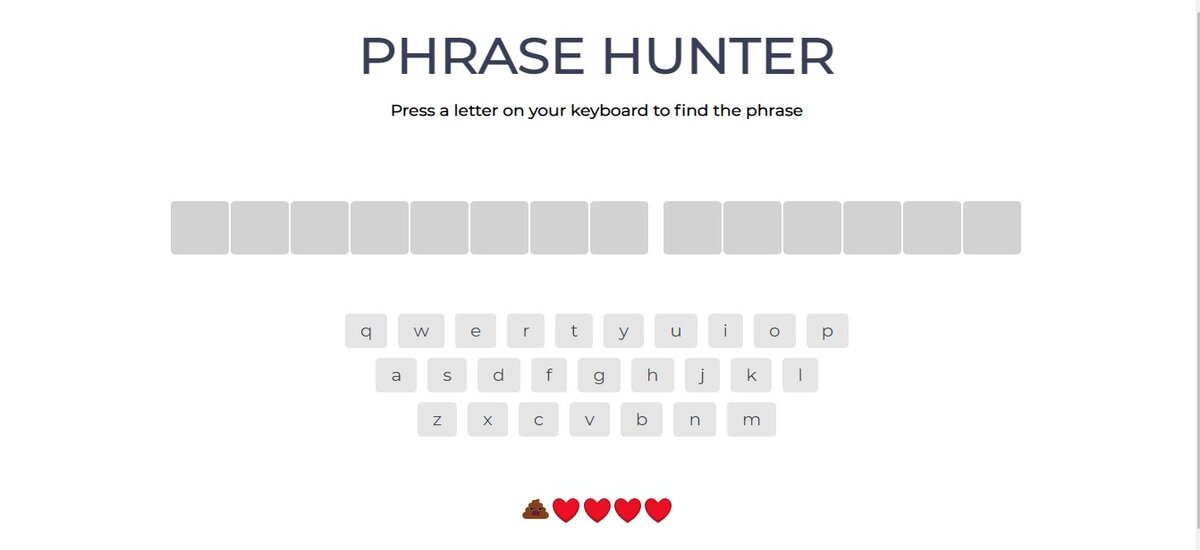 PHRASE HUNTER
Press a letter on your keyboard to find the phrase
q w e r t y u i o p
a s d f g h j k l
z x c v b n m